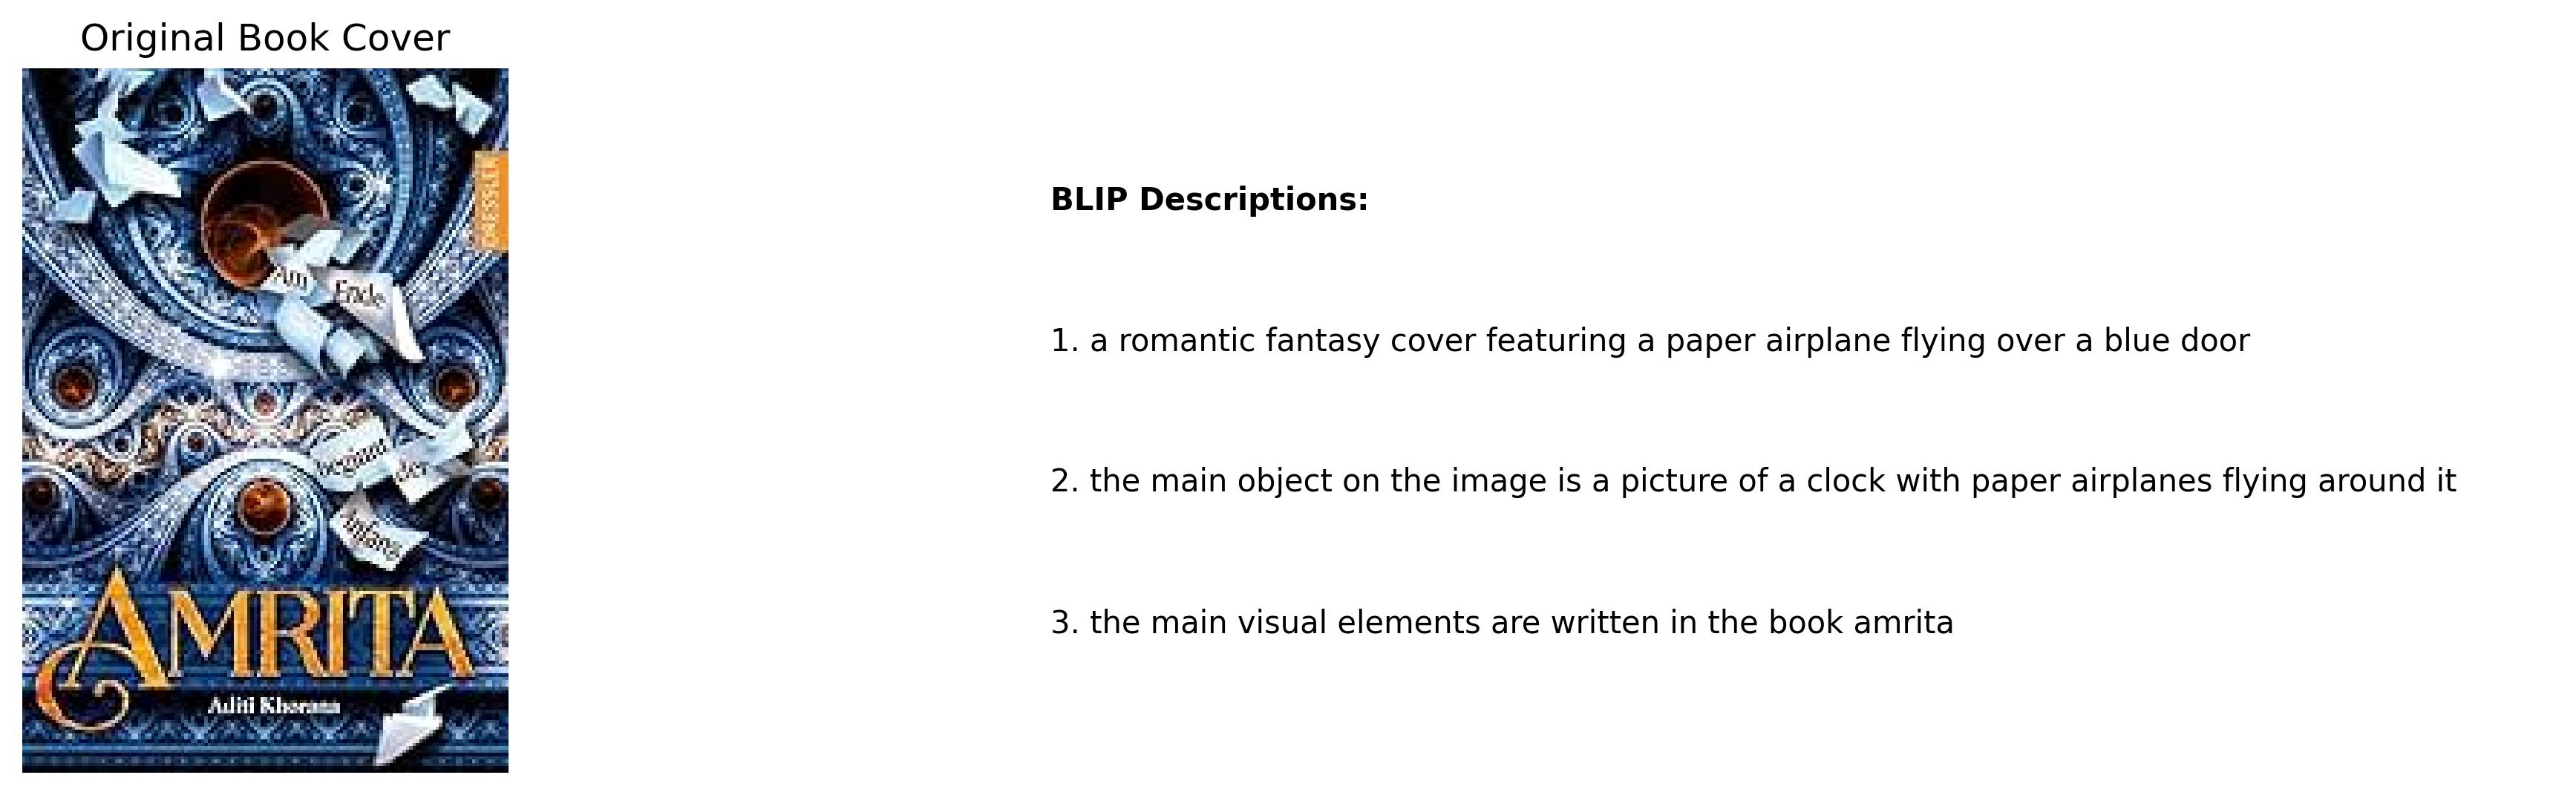 Original Book Cover
DRESSLER
Am Ende
beginnt der
Anfang
AMRITA
Aditi Khorana
BLIP Descriptions:
1. a romantic fantasy cover featuring a paper airplane flying over a blue door
2. the main object on the image is a picture of a clock with paper airplanes flying around it
3. the main visual elements are written in the book amrita